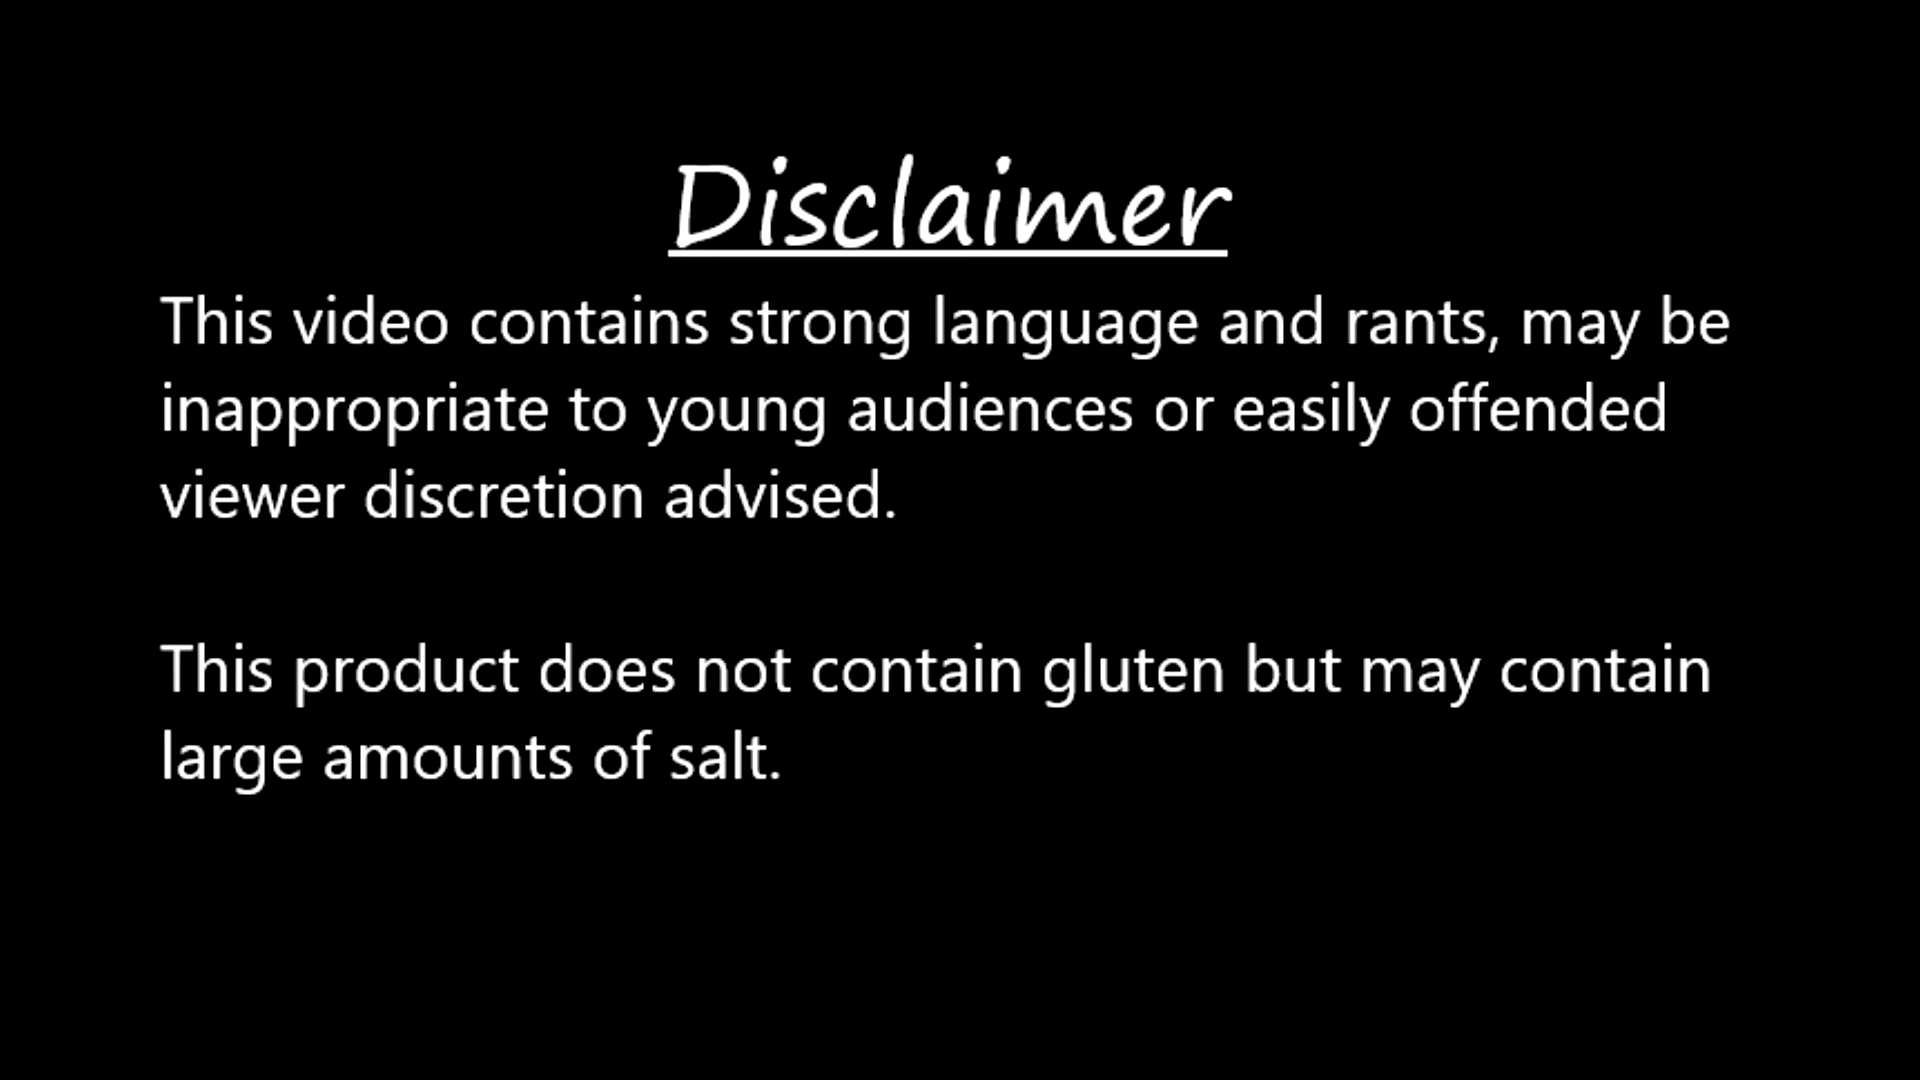 Disclaimer
This video contains strong language and rants, may be
inappropriate to young audiences or easily offended
viewer discretion advised.
This product does not contain gluten but may contain
large amounts of salt.